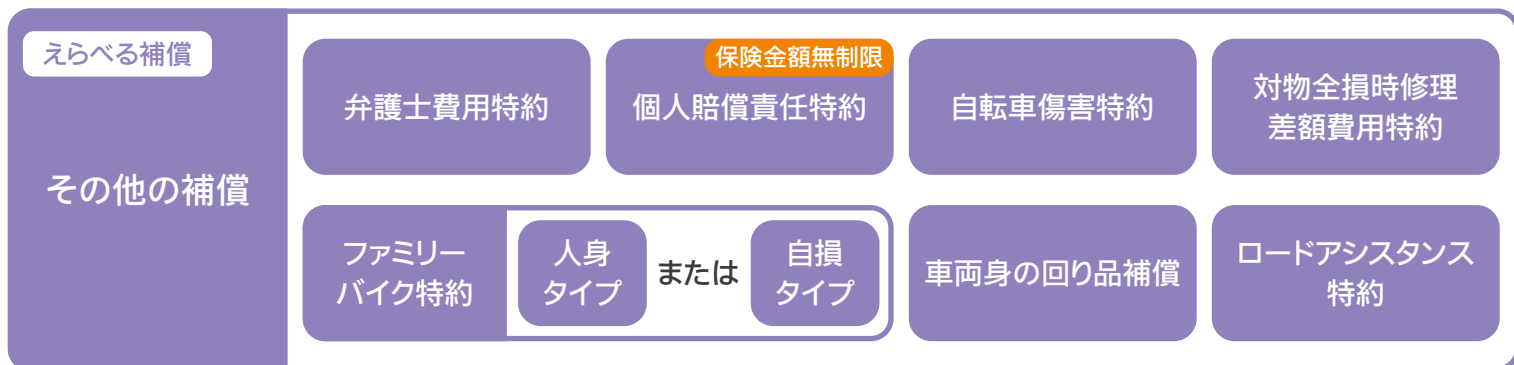 えらべる補償
その他の補償
弁護士費用特約
保険金額無制限
個人賠償責任特約
自転車傷害特約
対物全損時修理
差額費用特約
ファミリー
バイク特約
人身
タイプ
または
自損
タイプ
車両身の回り品補償
ロードアシスタンス
特約